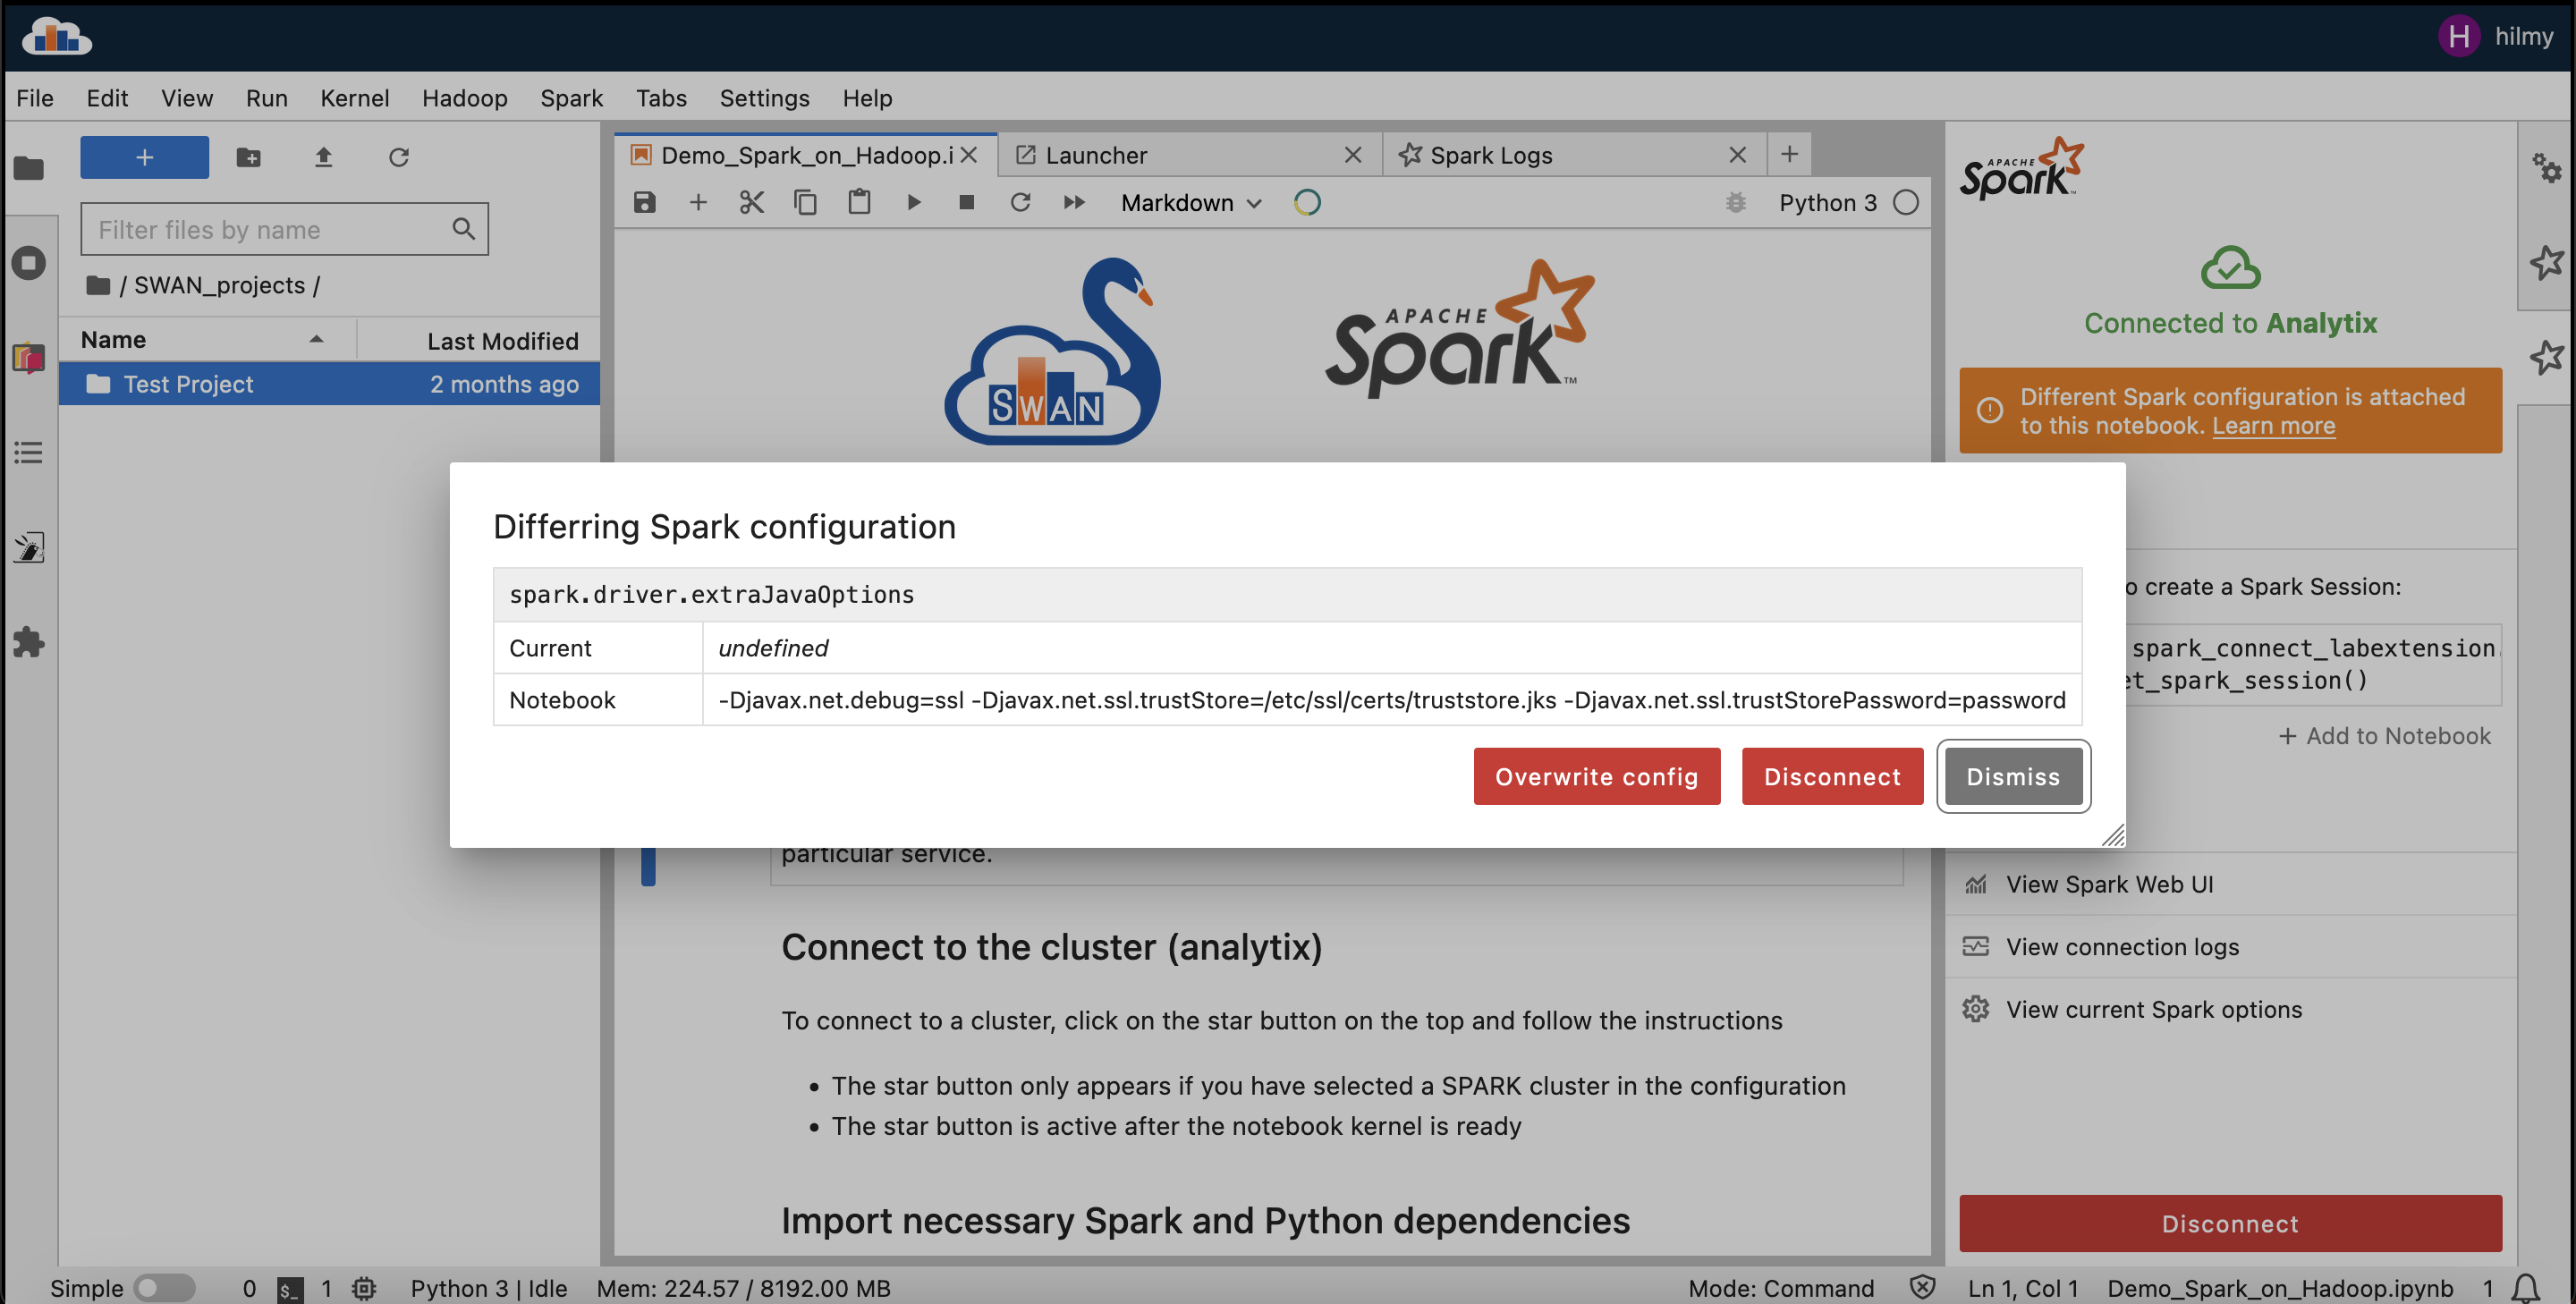 H hilmy
File Edit View Run Kernel Hadoop Spark Tabs Settings Help
Filter files by name
/ SWAN_projects /
Name Last Modified
Test Project 2 months ago
Demo_Spark_on_Hadoop.i Launcher Spark Logs
Markdown Python 3
SWAN
APACHE
Spark™
APACHE
Spark™
Connected to Analytix
Different Spark configuration is attached
to this notebook. Learn more
Differring Spark configuration
spark.driver.extraJavaOptions
Current undefined
Notebook -Djavax.net.debug=ssl -Djavax.net.ssl.trustStore=/etc/ssl/certs/truststore.jks -Djavax.net.ssl.trustStorePassword=password
Overwrite config Disconnect Dismiss
o create a Spark Session:
spark_connect_labextension.
et_spark_session()
+ Add to Notebook
particular service.
Connect to the cluster (analytix)
To connect to a cluster, click on the star button on the top and follow the instructions
• The star button only appears if you have selected a SPARK cluster in the configuration
• The star button is active after the notebook kernel is ready
Import necessary Spark and Python dependencies
View Spark Web UI
View connection logs
View current Spark options
Disconnect
Simple 0 $_ 1 Python 3 | Idle Mem: 224.57 / 8192.00 MB Mode: Command Ln 1, Col 1 Demo_Spark_on_Hadoop.ipynb 1